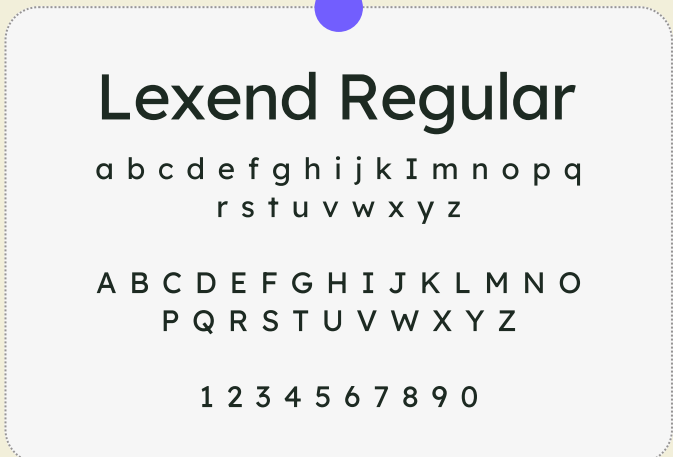 Lexend Regular
a b c d e f g h i j k I m n o p q
r s t u v w x y z
A B C D E F G H I J K L M N O
P Q R S T U V W X Y Z
1 2 3 4 5 6 7 8 9 0